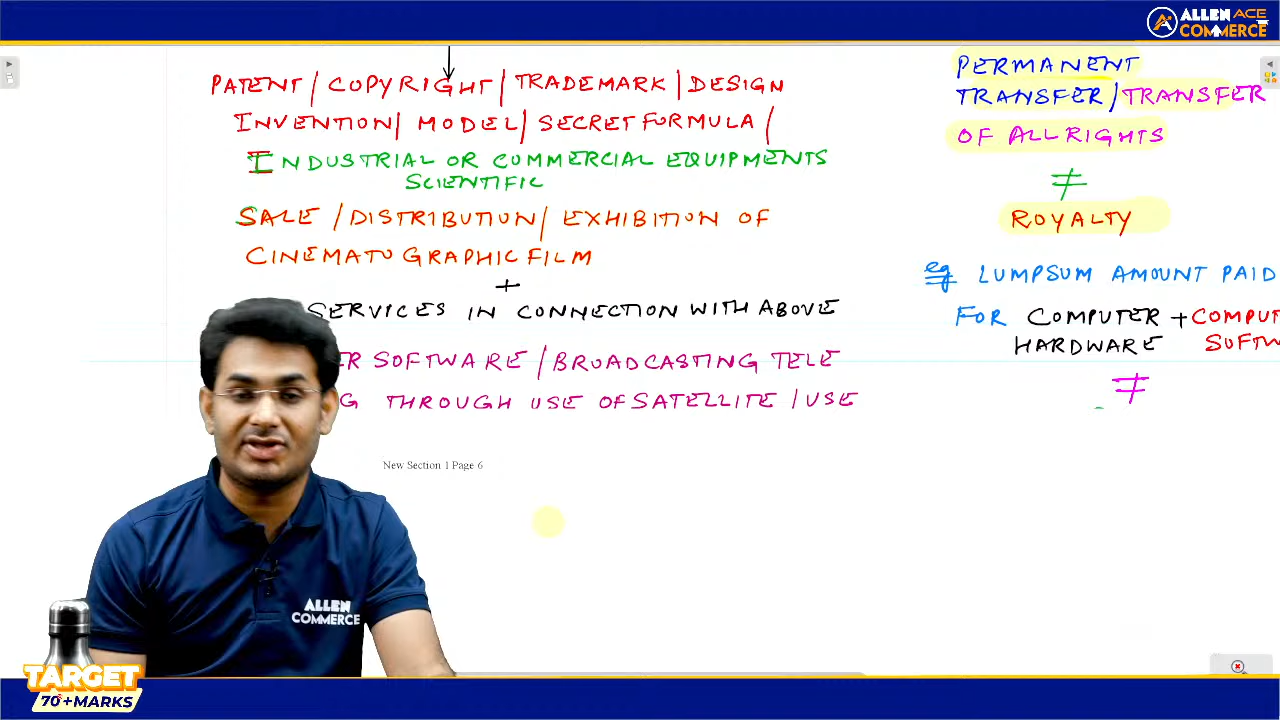 ALLEN ACE
COMMERCE
PATENT / COPYRIGHT / TRADEMARK / DESIGN
INVENTION / MODEL / SECRET FORMULA /
INDUSTRIAL OR COMMERCIAL EQUIPMENTS
SCIENTIFIC
SALE / DISTRIBUTION / EXHIBITION OF
CINEMATOGRAPHIC FILM
+
SERVICES IN CONNECTION WITH ABOVE
ER SOFTWARE / BROADCASTING TELE
G THROUGH USE OF SATELLITE / USE
New Section 1 Page 6
PERMANENT
TRANSFER / TRANSFER
OF ALL RIGHTS
≠
ROYALTY
eg LUMPSUM AMOUNT PAID
FOR COMPUTER + COMPUT
HARDWARE SOFTW
≠
ALLEN
COMMERCE
TARGET
70+MARKS